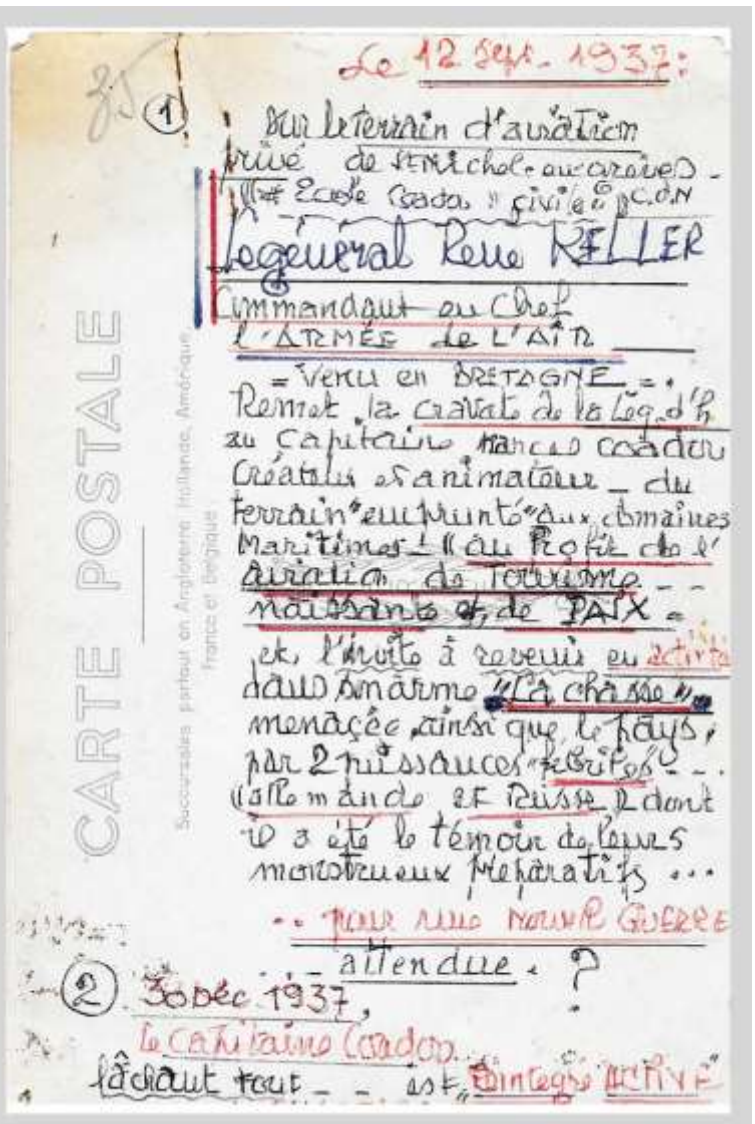 35
Le 12 Sept. 1937:
①
sur le terrain d'aviation
privé de St Michel-en-grèves -
École Coadou "civile" C.O.N
Le général René KELLER
Commandant en Chef
L'ARMÉE de L'AIR
= Venu en BRETAGNE =.
Remet la cravate de la Lég. d'h
au Capitaine Coadou
Créateur et animateur _ du
terrain "emprunté" aux domaines
Maritimes - "au Profit de l'
aviation de Tourisme
naissante et, de PAIX =
et, l'invite à revenir en activité
dans son arme "La chasse"
menacée, ainsi que le pays,
par 2 puissances
"allemande et Russe" dont
il a été le témoin de leurs
monstrueux préparatifs ...
.. pour une nouvelle GUERRE
attendue. ?
② 30 Déc 1937,
le Capitaine Coadou
lâchant tout _ _ est, Réintégré ACTIVE
CARTE POSTALE
Succursales partout en Angleterre, Hollande, Amérique,
France et Belgique